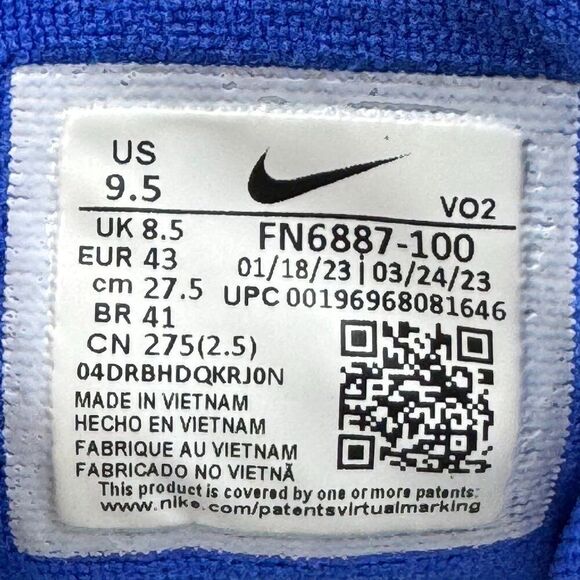 US
9.5
VO2
UK 8.5
EUR 43
cm 27.5
BR 41
CN 275(2.5)
FN6887-100
01/18/23 | 03/24/23
UPC 00196968081646
04DRBHDQKRJ0N
MADE IN VIETNAM
HECHO EN VIETNAM
FABRIQUE AU VIETNAM
FABRICADO NO VIETNÃ
This product is covered by one or more patents:
www.nike.com/patentsvirtualmarking